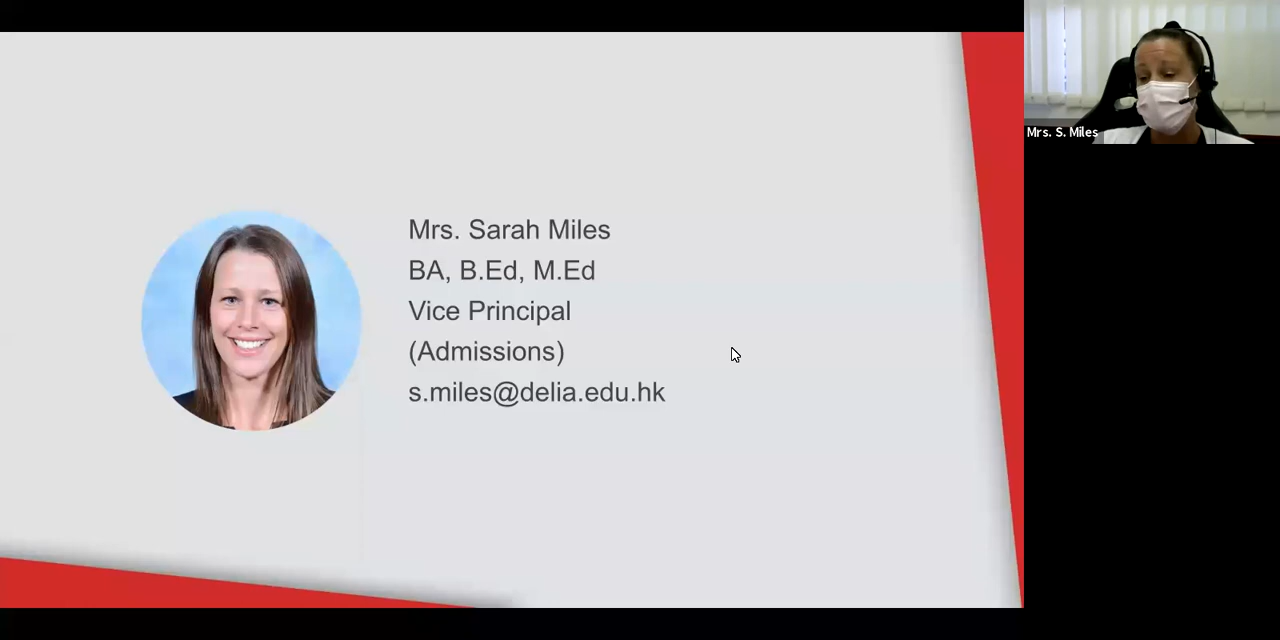 Mrs. Sarah Miles
BA, B.Ed, M.Ed
Vice Principal
(Admissions)
s.miles@delia.edu.hk
Mrs. S. Miles